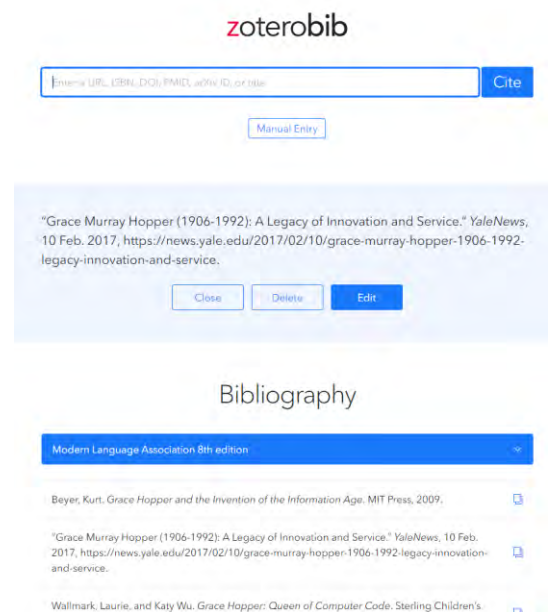 zoterobib
Enter a URL, ISBN, DOI, PMID, arXiv ID, or title
Cite
Manual Entry
"Grace Murray Hopper (1906-1992): A Legacy of Innovation and Service." YaleNews,
10 Feb. 2017, https://news.yale.edu/2017/02/10/grace-murray-hopper-1906-1992-
legacy-innovation-and-service.
Close
Delete
Edit
Bibliography
Modern Language Association 8th edition
Beyer, Kurt. Grace Hopper and the Invention of the Information Age. MIT Press, 2009.
"Grace Murray Hopper (1906-1992): A Legacy of Innovation and Service." YaleNews, 10 Feb.
2017, https://news.yale.edu/2017/02/10/grace-murray-hopper-1906-1992-legacy-innovation-
and-service.
Wallmark, Laurie, and Katy Wu. Grace Hopper: Queen of Computer Code. Sterling Children's